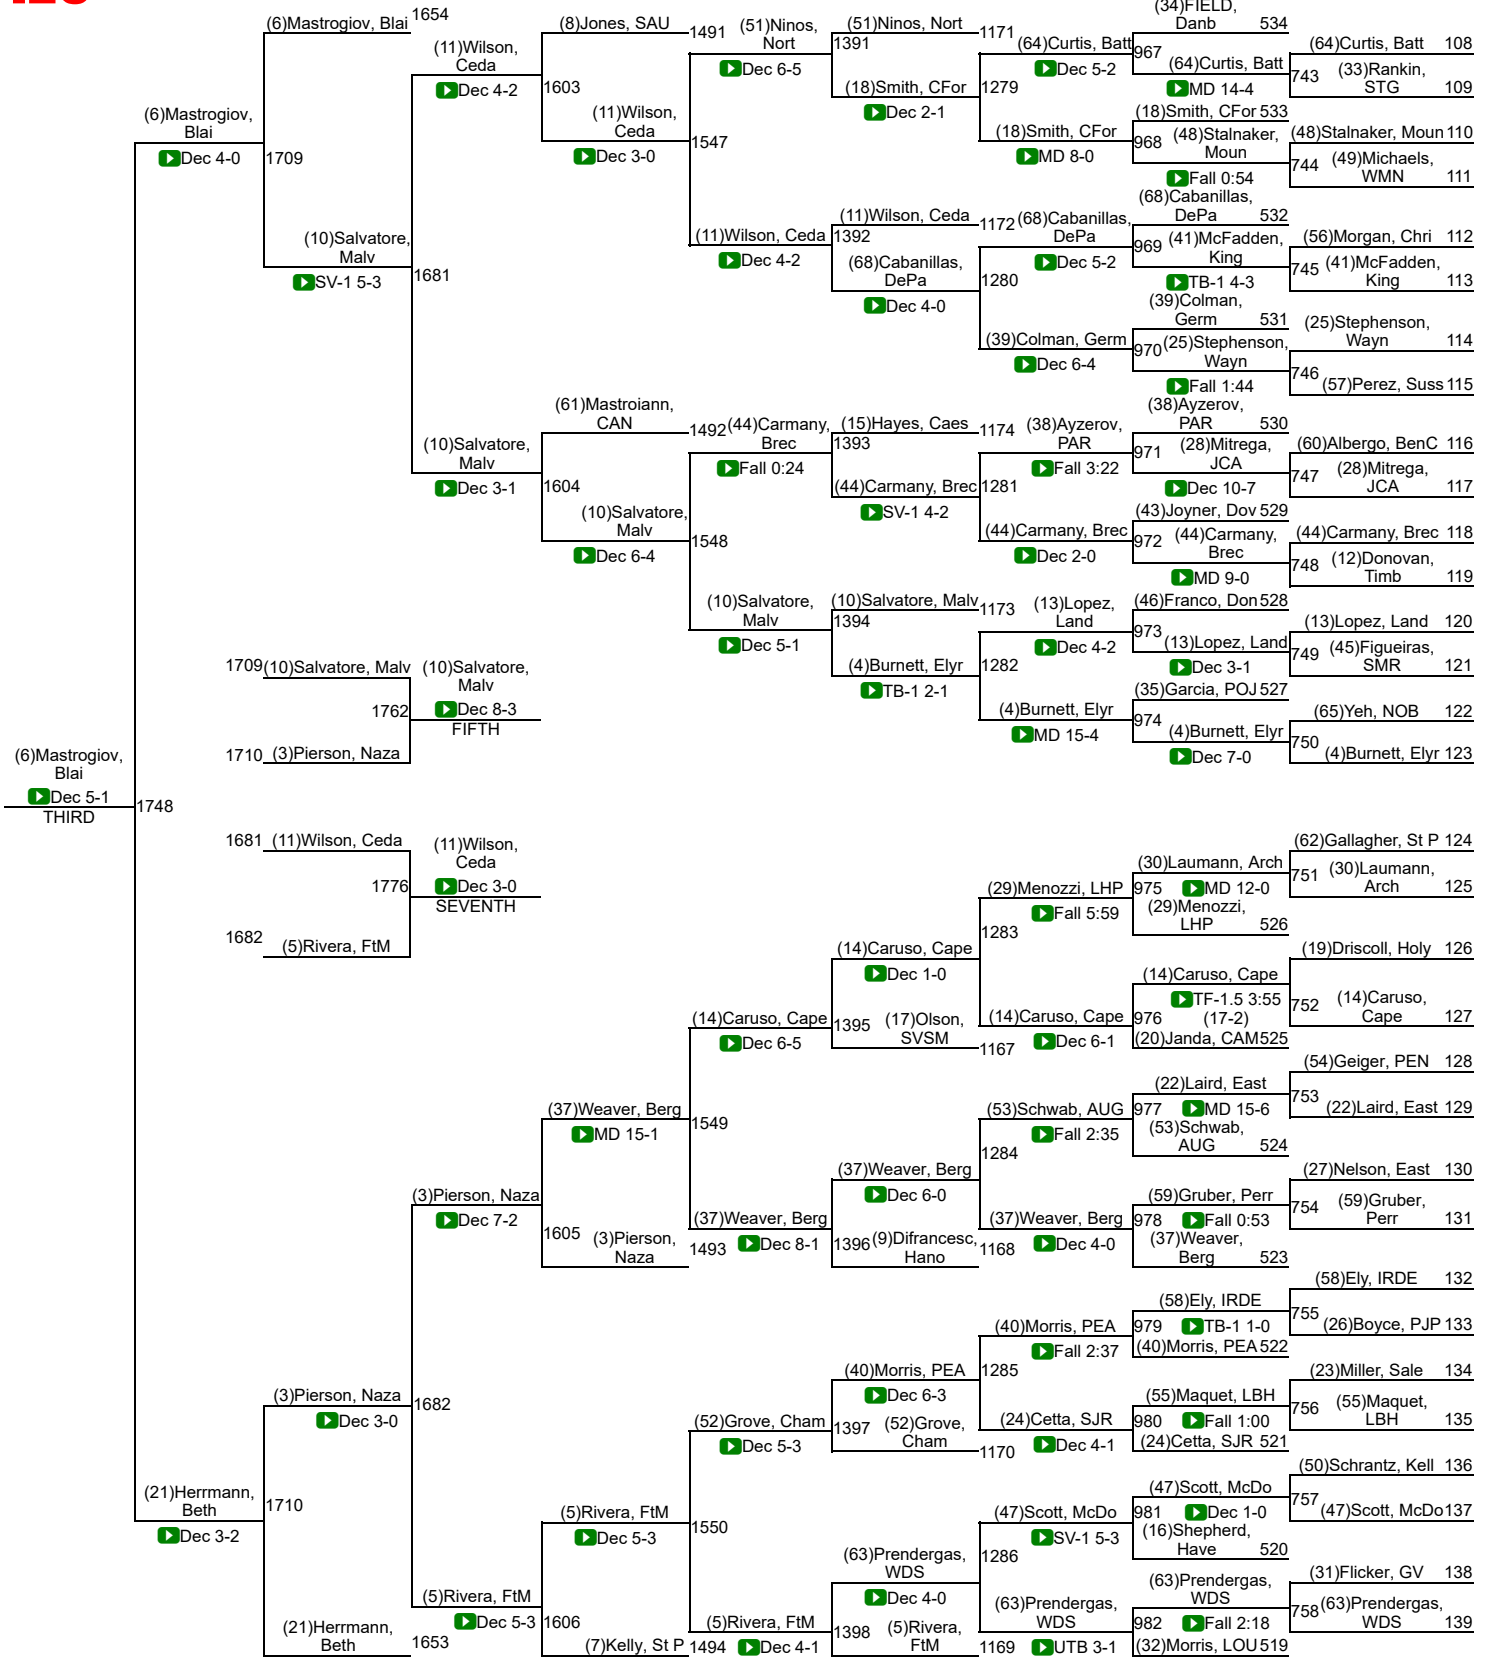 (6)Mastrogiov, Blai 1654
(8)Jones, SAU
1491
(51)Ninos,
Nort
(51)Ninos, Nort
1171
(34)FIELD,
Danb 534
(11)Wilson,
Ceda
Dec 4-2
1603
Dec 6-5
1391
(64)Curtis, Batt
Dec 5-2
967
(64)Curtis, Batt
MD 14-4
(64)Curtis, Batt 108
743
(33)Rankin,
STG 109
(6)Mastrogiov,
Blai
Dec 4-0
1709
(11)Wilson,
Ceda
Dec 3-0
1547
(18)Smith, CFor
Dec 2-1
1279
(18)Smith, CFor
MD 8-0
(18)Smith, CFor 533
968
(48)Stalnaker,
Moun
Fall 0:54
(48)Stalnaker, Moun 110
744
(49)Michaels,
WMN 111
(10)Salvatore,
Malv
SV-1 5-3
1681
(11)Wilson, Ceda
Dec 4-2
(11)Wilson, Ceda
1172
1392
(68)Cabanillas,
DePa
Dec 4-0
(68)Cabanillas,
DePa
Dec 5-2
1280
(68)Cabanillas,
DePa 532
969
(41)McFadden,
King
TB-1 4-3
(56)Morgan, Chri 112
745
(41)McFadden,
King 113
(39)Colman, Germ
Dec 6-4
(39)Colman,
Germ 531
970
(25)Stephenson,
Wayn
Fall 1:44
(25)Stephenson,
Wayn 114
746
(57)Perez, Suss 115
(61)Mastroiann,
CAN
1492
(44)Carmany,
Brec
Fall 0:24
(15)Hayes, Caes
1174
1393
(38)Ayzerov,
PAR
Fall 3:22
(38)Ayzerov,
PAR 530
971
(28)Mitrega,
JCA
Dec 10-7
(60)Albergo, BenC 116
747
(28)Mitrega,
JCA 117
(10)Salvatore,
Malv
Dec 3-1
1604
(10)Salvatore,
Malv
Dec 6-4
1548
(44)Carmany, Brec
SV-1 4-2
1281
(44)Carmany, Brec
Dec 2-0
(43)Joyner, Dov 529
972
(44)Carmany,
Brec
MD 9-0
(44)Carmany, Brec 118
748
(12)Donovan,
Timb 119
(10)Salvatore,
Malv
Dec 5-1
(10)Salvatore, Malv
1173
1394
(4)Burnett, Elyr
TB-1 2-1
(13)Lopez,
Land
Dec 4-2
1282
(46)Franco, Don 528
973
(13)Lopez, Land
Dec 3-1
(13)Lopez, Land 120
749
(45)Figueiras,
SMR 121
(4)Burnett, Elyr
MD 15-4
(35)Garcia, POJ 527
974
(4)Burnett, Elyr
Dec 7-0
(65)Yeh, NOB 122
750
(4)Burnett, Elyr 123
1709 (10)Salvatore, Malv
(10)Salvatore,
Malv
1762
Dec 8-3
FIFTH
1710 (3)Pierson, Naza
(6)Mastrogiov,
Blai
Dec 5-1
THIRD
1748
1681 (11)Wilson, Ceda
(11)Wilson,
Ceda
1776
Dec 3-0
SEVENTH
1682 (5)Rivera, FtM
(62)Gallagher, St P 124
(30)Laumann, Arch
751
(30)Laumann,
Arch 125
(29)Menozzi, LHP
975
MD 12-0
Fall 5:59
(29)Menozzi,
LHP 526
1283
(14)Caruso, Cape
Dec 1-0
(19)Driscoll, Holy 126
(14)Caruso, Cape
TF-1.5 3:55
(17-2)
752
(14)Caruso,
Cape 127
(14)Caruso, Cape
Dec 6-5
1395
(17)Olson,
SVSM
1167
(14)Caruso, Cape
Dec 6-1
976
(20)Janda, CAM 525
(54)Geiger, PEN 128
(22)Laird, East
753
(22)Laird, East 129
(37)Weaver, Berg
MD 15-1
1549
(53)Schwab, AUG
Fall 2:35
977
MD 15-6
(53)Schwab,
AUG 524
1284
(37)Weaver, Berg
Dec 6-0
(27)Nelson, East 130
(59)Gruber, Perr
754
(59)Gruber,
Perr 131
(3)Pierson, Naza
Dec 7-2
1605
(3)Pierson,
Naza
1493
(37)Weaver, Berg
Dec 8-1
1396
(9)Difrancesc,
Hano
1168
(37)Weaver, Berg
Dec 4-0
978
Fall 0:53
(37)Weaver,
Berg 523
(58)Ely, IRDE 132
(58)Ely, IRDE
755
(26)Boyce, PJP 133
(40)Morris, PEA
Fall 2:37
979
TB-1 1-0
(40)Morris, PEA 522
1285
(40)Morris, PEA
Dec 6-3
(23)Miller, Sale 134
(55)Maquet, LBH
756
(55)Maquet,
LBH 135
(3)Pierson, Naza
Dec 3-0
1682
(52)Grove, Cham
Dec 5-3
1397
(52)Grove,
Cham
1170
(24)Cetta, SJR
Dec 4-1
980
Fall 1:00
(24)Cetta, SJR 521
(50)Schrantz, Kell 136
(47)Scott, McDo
757
(47)Scott, McDo 137
(21)Herrmann,
Beth
Dec 3-2
1710
(5)Rivera, FtM
Dec 5-3
1550
(47)Scott, McDo
SV-1 5-3
981
Dec 1-0
(16)Shepherd,
Have 520
1286
(63)Prendergas,
WDS
Dec 4-0
(31)Flicker, GV 138
(63)Prendergas,
WDS
758
(63)Prendergas,
WDS 139
(5)Rivera, FtM
Dec 5-3
1606
(7)Kelly, St P
1494
(5)Rivera, FtM
Dec 4-1
1398
(5)Rivera,
FtM
1169
(63)Prendergas,
WDS
UTB 3-1
982
Fall 2:18
(32)Morris, LOU 519
(21)Herrmann,
Beth
1653